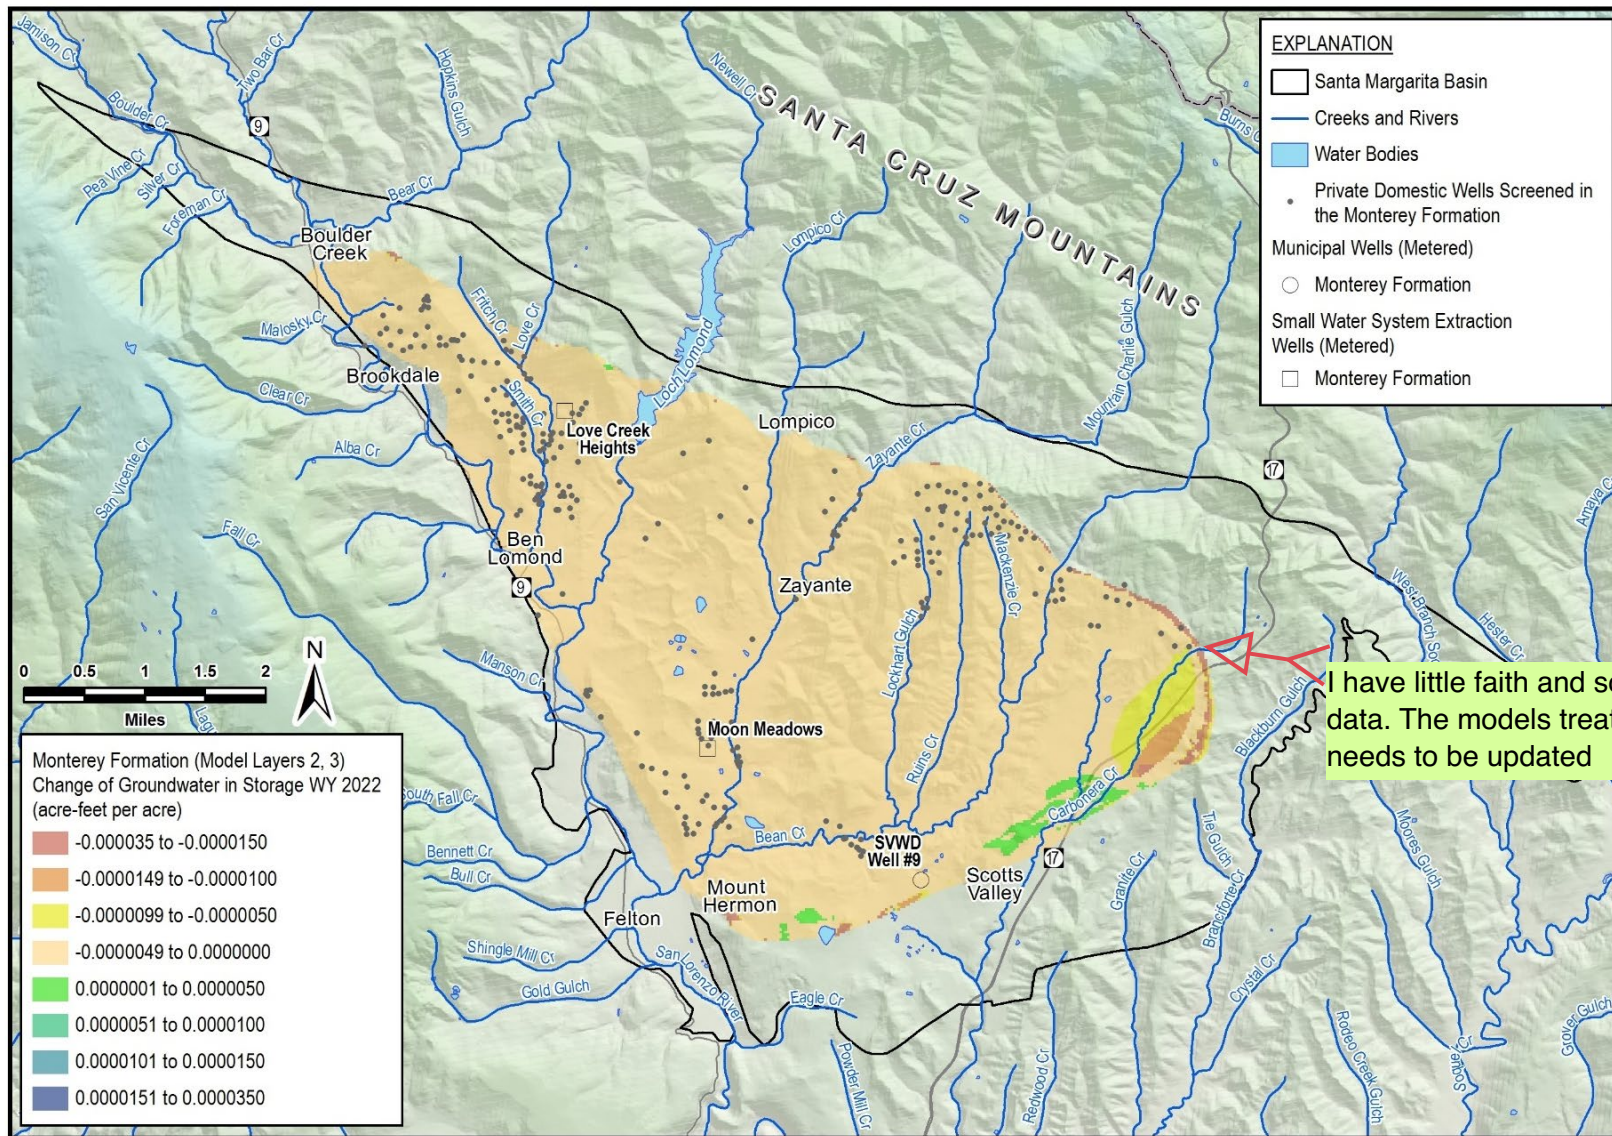 Jamison Cr
Two Bar Cr
Hopkins Gulch
Newell Cr
SANTA CRUZ MOUNTAINS
Boulder Cr
9
Pea Vine Cr
Silver Cr
Foreman Cr
Bear Cr
Boulder
Creek
Lompico Cr
Mountain Charlie Gulch
Burns
EXPLANATION
Santa Margarita Basin
Creeks and Rivers
Water Bodies
Private Domestic Wells Screened in
the Monterey Formation
Municipal Wells (Metered)
Monterey Formation
Small Water System Extraction
Wells (Metered)
Monterey Formation
Malosky Cr
Fritch Cr
Love Cr
Loch Lomond
Brookdale
Clear Cr
Smith Cr
Love Creek
Heights
Lompico
Zayante Cr
17
San Vicente Cr
Alba Cr
Amaya C
Fall Cr
Ben
Lomond
9
Zayante
Mackenzie Cr
Lockhart Gulch
West Branch So
Hester Cr
N
0 0.5 1 1.5 2
Miles
Manson Cr
Moon Meadows
Ruins Cr
Blackburn Gulch
I have little faith and s
data. The models treat
needs to be updated
Monterey Formation (Model Layers 2, 3)
Change of Groundwater in Storage WY 2022
(acre-feet per acre)
-0.000035 to -0.0000150
-0.0000149 to -0.0000100
-0.0000099 to -0.0000050
-0.0000049 to 0.0000000
0.0000001 to 0.0000050
0.0000051 to 0.0000100
0.0000101 to 0.0000150
0.0000151 to 0.0000350
South Fall Cr
Bennett Cr
Bull Cr
Bean Cr
SVWD
Well #9
Carbonera Cr
17
Scotts
Valley
Mount
Hermon
Felton
Granite Cr
Tie Gulch
Branciforte Cr
Moores Gulch
Shingle Mill Cr
Gold Gulch
San Lorenzo River
Eagle Cr
Crystal Cr
Powder Mill Cr
Redwood Cr
Rodeo Creek Gulch
Soquel Cr
Grover Gulch